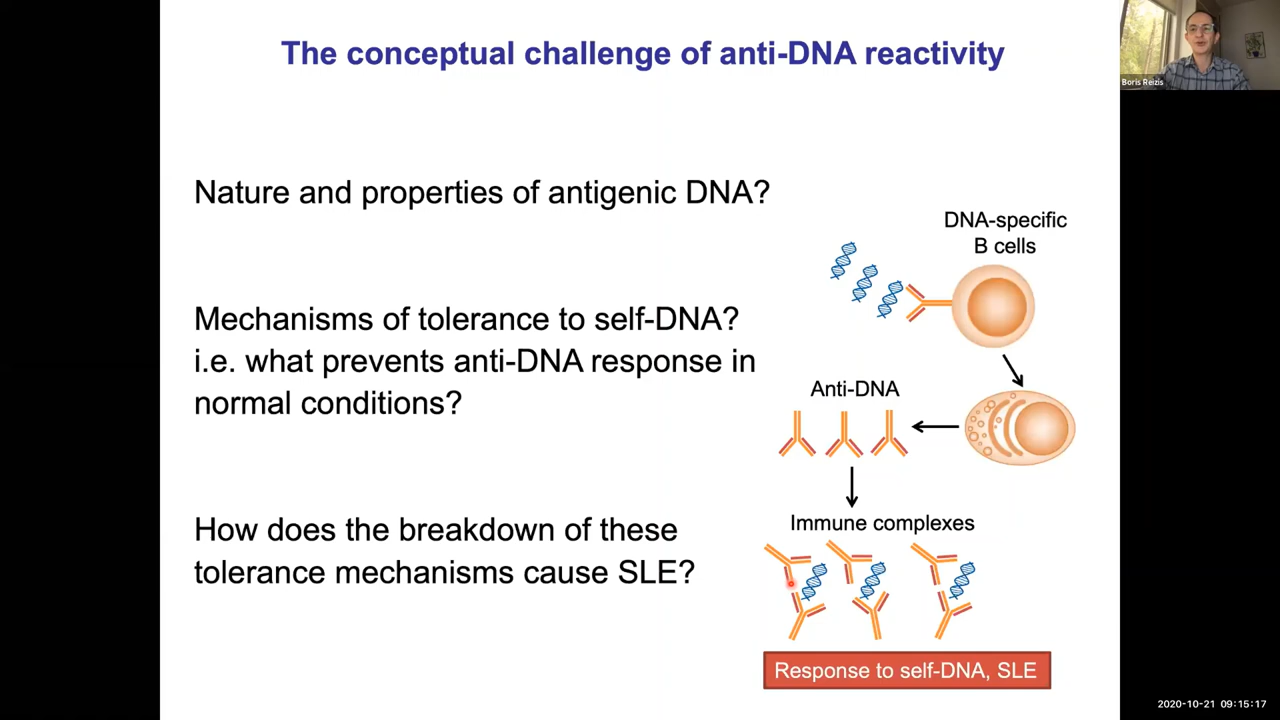 The conceptual challenge of anti-DNA reactivity
Boris Reizis
Nature and properties of antigenic DNA?
DNA-specific
B cells
Mechanisms of tolerance to self-DNA?
i.e. what prevents anti-DNA response in
normal conditions?
Anti-DNA
Immune complexes
How does the breakdown of these
tolerance mechanisms cause SLE?
Response to self-DNA, SLE
2020-10-21 09:15:17